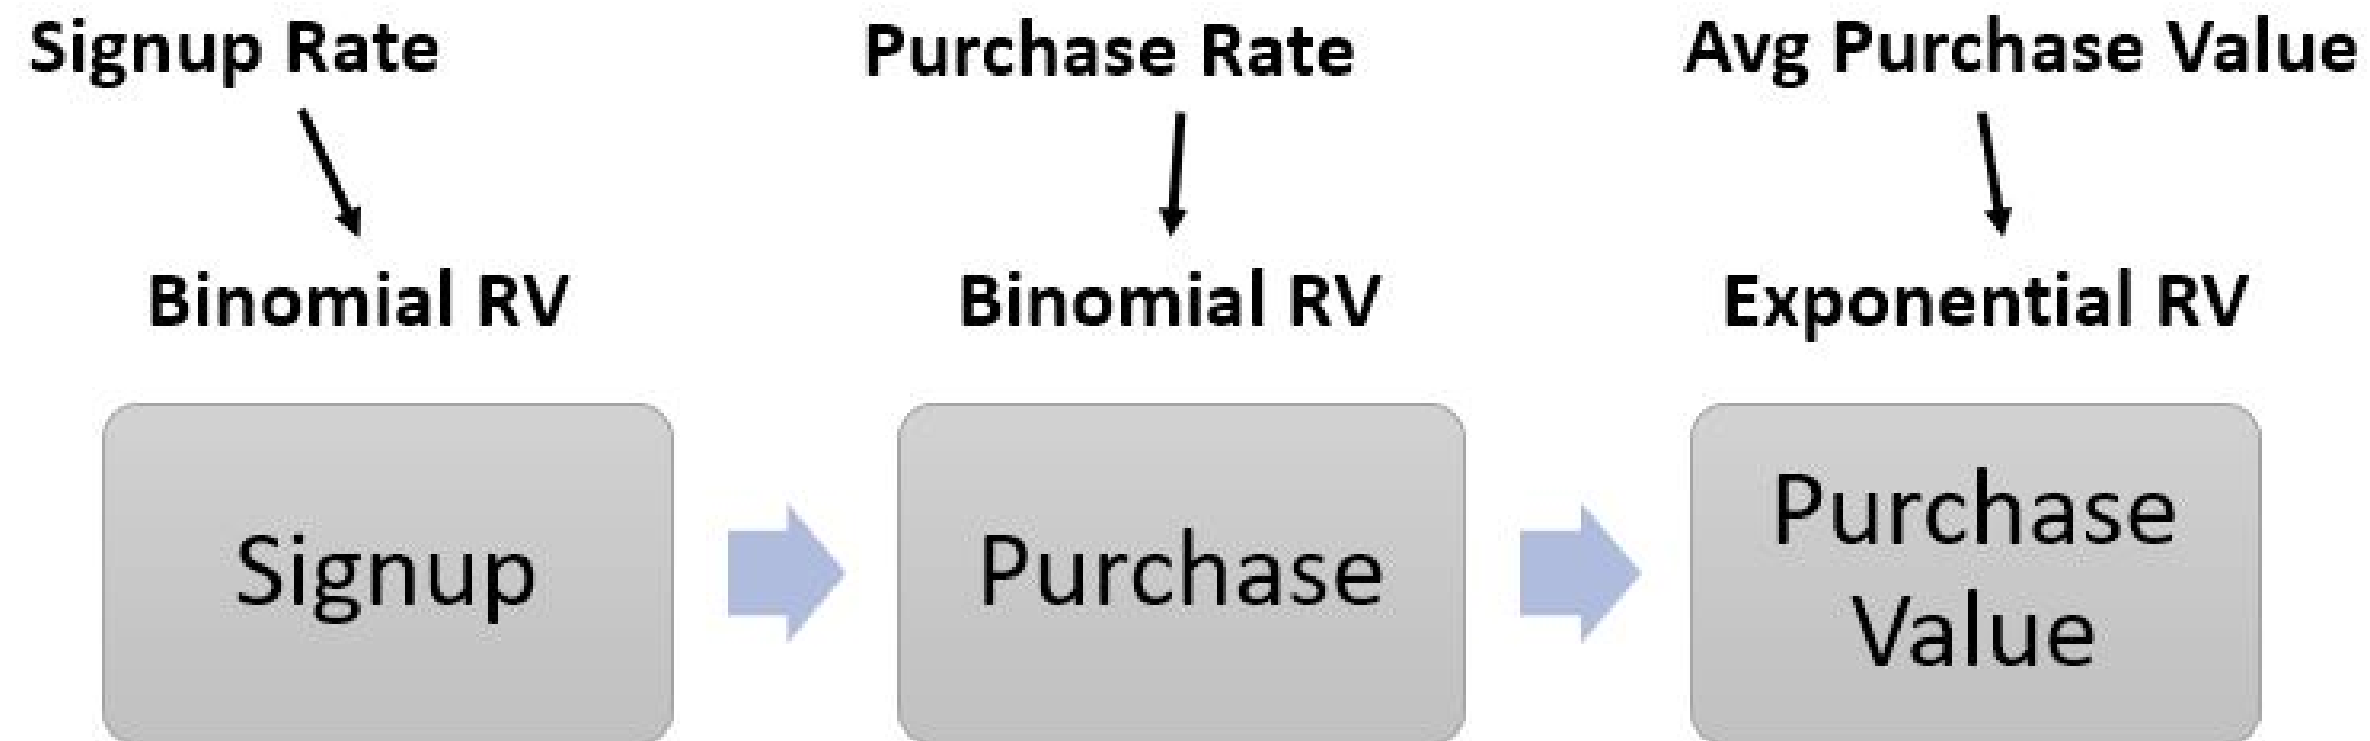 Signup Rate
Purchase Rate
Avg Purchase Value
Binomial RV
Binomial RV
Exponential RV
Signup
Purchase
Purchase
Value